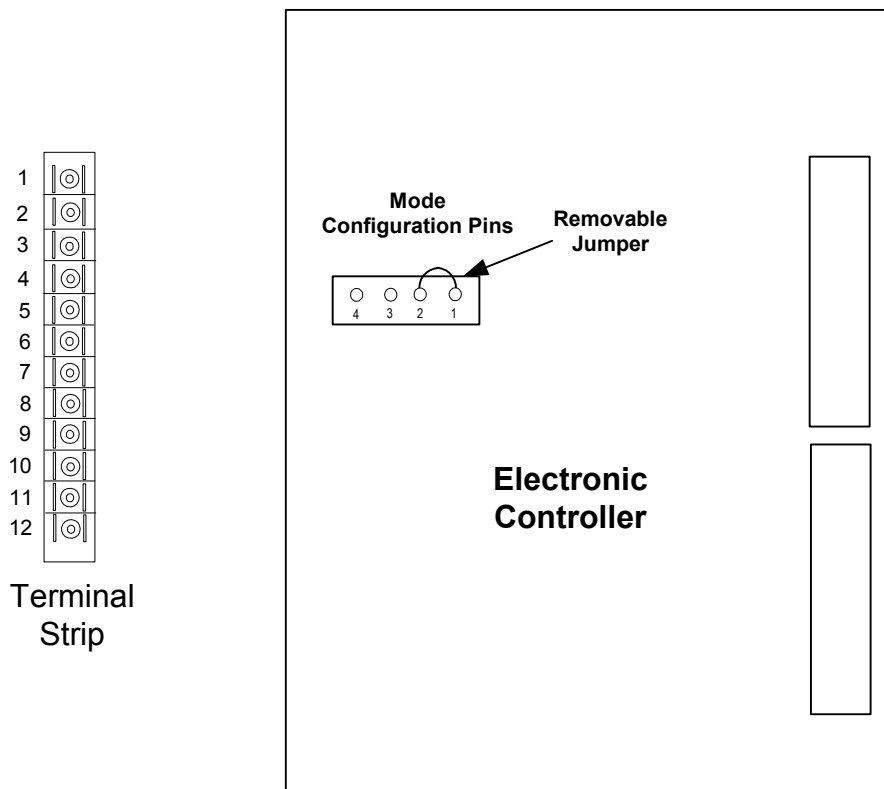 1
2
3
4
5
6
7
8
9
10
11
12
Terminal
Strip
Mode
Configuration Pins
Removable
Jumper
4 3 2 1
Electronic
Controller